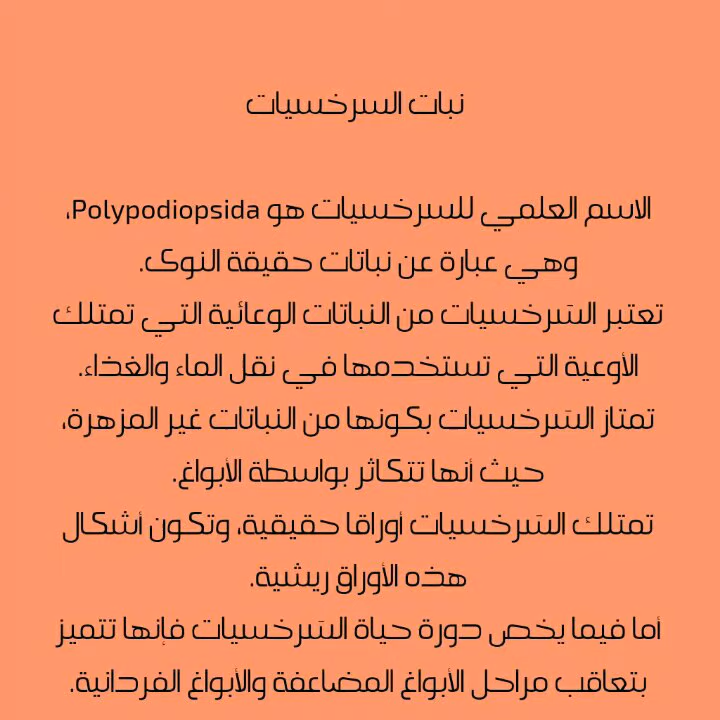 نبات السرخسيات
الاسم العلمي للسرخسيات هو Polypodiopsida،
وهي عبارة عن نباتات حقيقة النوى.
تعتبر السَرخسيات من النباتات الوعائية التي تمتلك
الأوعية التي تستخدمها في نقل الماء والغذاء.
تمتاز السَرخسيات بكونها من النباتات غير المزهرة،
حيث أنها تتكاثر بواسطة الأبواغ.
تمتلك السَرخسيات أوراقا حقيقية، وتكون أشكال
هذه الأوراق ريشية.
أما فيما يخص دورة حياة السَرخسيات فإنها تتميز
بتعاقب مراحل الأبواغ المضاعفة والأبواغ الفردانية.